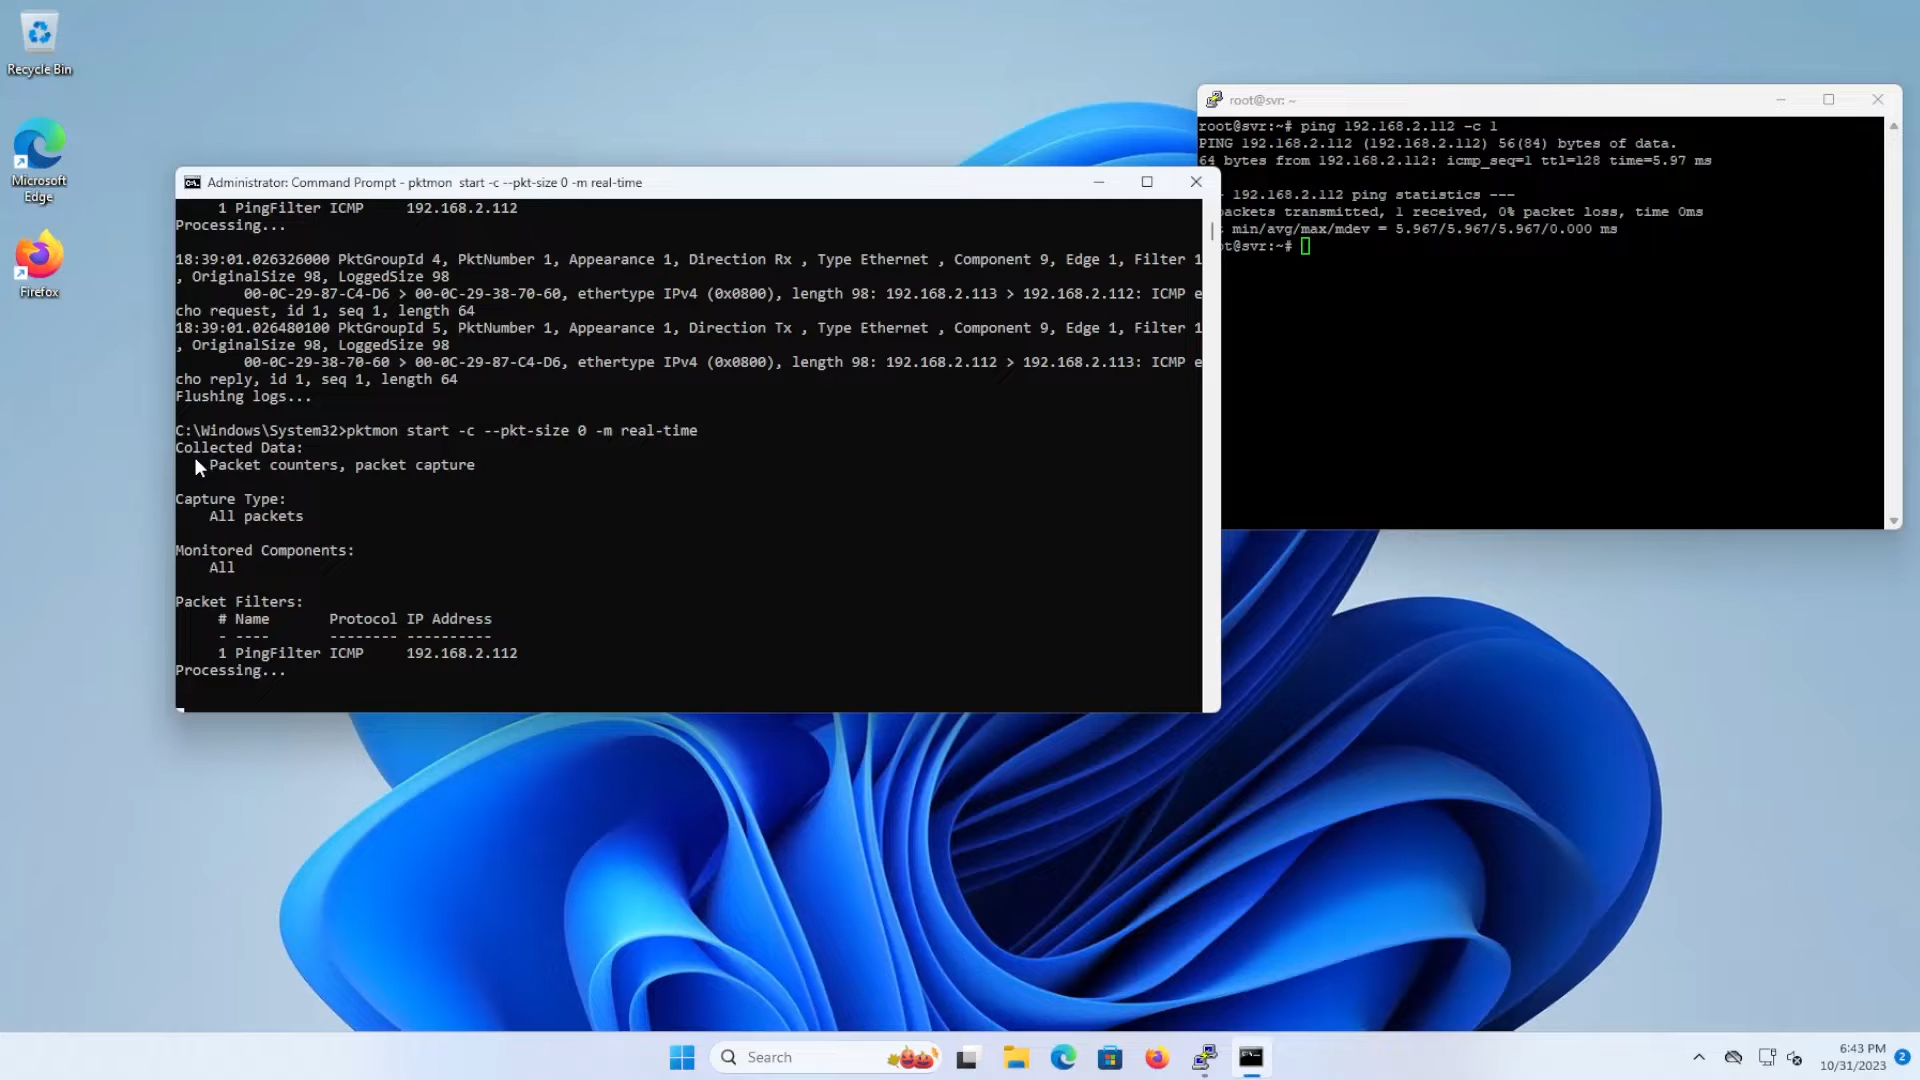 Recycle Bin
Microsoft
Edge
Firefox
Administrator: Command Prompt - pktmon  start -c --pkt-size 0 -m real-time
1 PingFilter ICMP     192.168.2.112
Processing...
18:39:01.026326000 PktGroupId 4, PktNumber 1, Appearance 1, Direction Rx , Type Ethernet , Component 9, Edge 1, Filter 1
, OriginalSize 98, LoggedSize 98
00-0C-29-87-C4-D6 > 00-0C-29-38-70-60, ethertype IPv4 (0x0800), length 98: 192.168.2.113 > 192.168.2.112: ICMP e
cho request, id 1, seq 1, length 64
18:39:01.026480100 PktGroupId 5, PktNumber 1, Appearance 1, Direction Tx , Type Ethernet , Component 9, Edge 1, Filter 1
, OriginalSize 98, LoggedSize 98
00-0C-29-38-70-60 > 00-0C-29-87-C4-D6, ethertype IPv4 (0x0800), length 98: 192.168.2.112 > 192.168.2.113: ICMP e
cho reply, id 1, seq 1, length 64
Flushing logs...
C:\Windows\System32>pktmon start -c --pkt-size 0 -m real-time
Collected Data:
Packet counters, packet capture
Capture Type:
All packets
Monitored Components:
All
Packet Filters:
# Name       Protocol IP Address
- ----       -------- ----------
1 PingFilter ICMP     192.168.2.112
Processing...
root@svr: ~
root@svr:~# ping 192.168.2.112 -c 1
PING 192.168.2.112 (192.168.2.112) 56(84) bytes of data.
64 bytes from 192.168.2.112: icmp_seq=1 ttl=128 time=5.97 ms
192.168.2.112 ping statistics ---
packets transmitted, 1 received, 0% packet loss, time 0ms
min/avg/max/mdev = 5.967/5.967/5.967/0.000 ms
t@svr:~#
Search
6:43 PM
10/31/2023
2